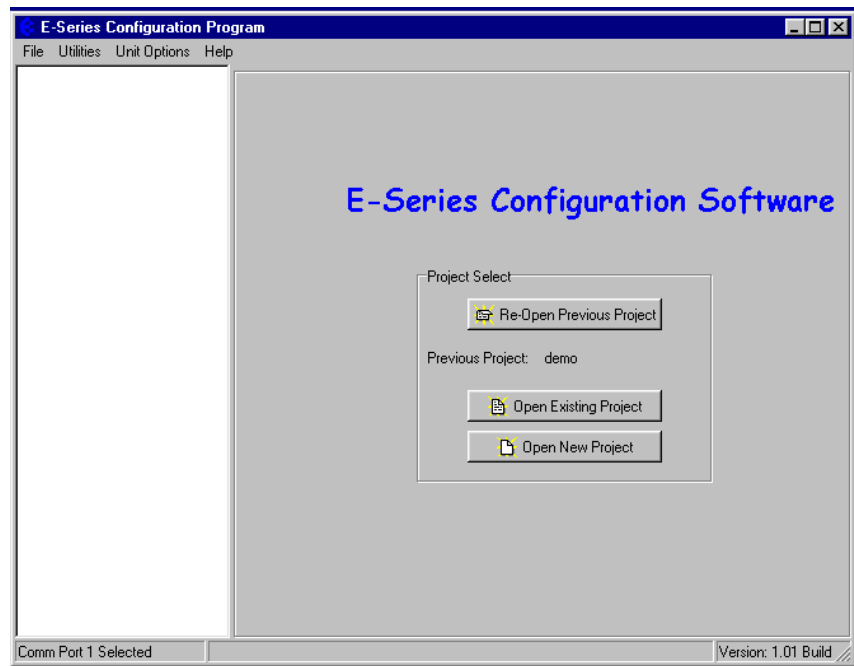 E-Series Configuration Program
File Utilities Unit Options Help
E-Series Configuration Software
Project Select
Re-Open Previous Project
Previous Project: demo
Open Existing Project
Open New Project
Comm Port 1 Selected
Version: 1.01 Build